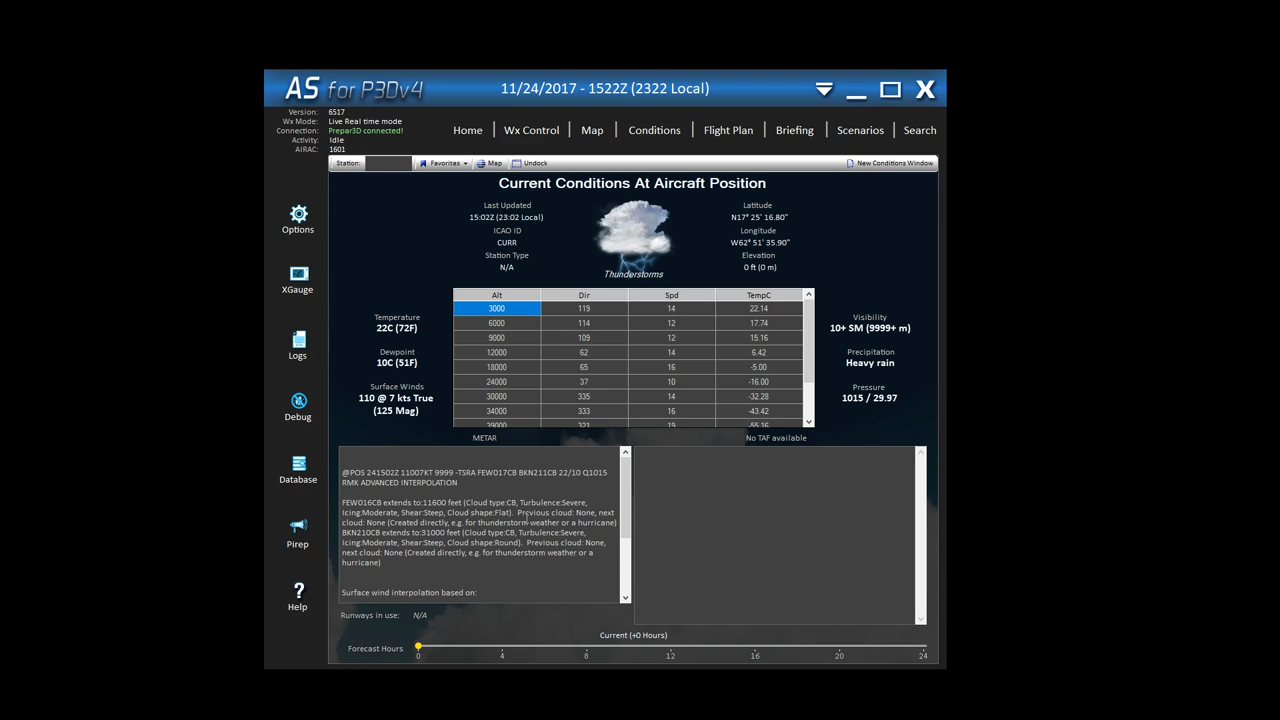 AS for P3Dv4
11/24/2017 - 1522Z (2322 Local)
X
Version: 6517
Wx Mode: Live Real time mode
Connection: Prepar3D connected!
Activity: Idle
AIRAC: 1601
Home Wx Control Map Conditions Flight Plan Briefing Scenarios Search
Station: Favorites Map Undock New Conditions Window
Current Conditions At Aircraft Position
Last Updated
15:02Z (23:02 Local)
ICAO ID
CURR
Station Type
N/A
Thunderstorms
Latitude
N17° 25' 16.80"
Longitude
W62° 51' 35.90"
Elevation
0 ft (0 m)
Options
XGauge
Logs
Debug
Database
Pirep
? Help
Temperature
22C (72F)
Dewpoint
10C (51F)
Surface Winds
110 @ 7 kts True
(125 Mag)
Alt Dir Spd TempC
3000 119 14 22.14
6000 114 12 17.74
9000 109 12 15.16
12000 62 14 6.42
18000 65 16 -5.00
24000 37 10 -16.00
30000 335 14 -32.28
34000 333 16 -43.42
39000 321 19 -55.16
Visibility
10+ SM (9999+ m)
Precipitation
Heavy rain
Pressure
1015 / 29.97
METAR
No TAF available
@POS 241502Z 11007KT 9999 -TSRA FEW017CB BKN211CB 22/10 Q1015
RMK ADVANCED INTERPOLATION
FEW016CB extends to:11600 feet (Cloud type:CB, Turbulence:Severe,
Icing:Moderate, Shear:Steep, Cloud shape:Flat). Previous cloud: None, next
cloud: None (Created directly, e.g. for thunderstorm weather or a hurricane)
BKN210CB extends to:31000 feet (Cloud type:CB, Turbulence:Severe,
Icing:Moderate, Shear:Steep, Cloud shape:Round). Previous cloud: None,
next cloud: None (Created directly, e.g. for thunderstorm weather or a
hurricane)
Surface wind interpolation based on:
Runways in use: N/A
Current (+0 Hours)
Forecast Hours
0 4 8 12 16 20 24